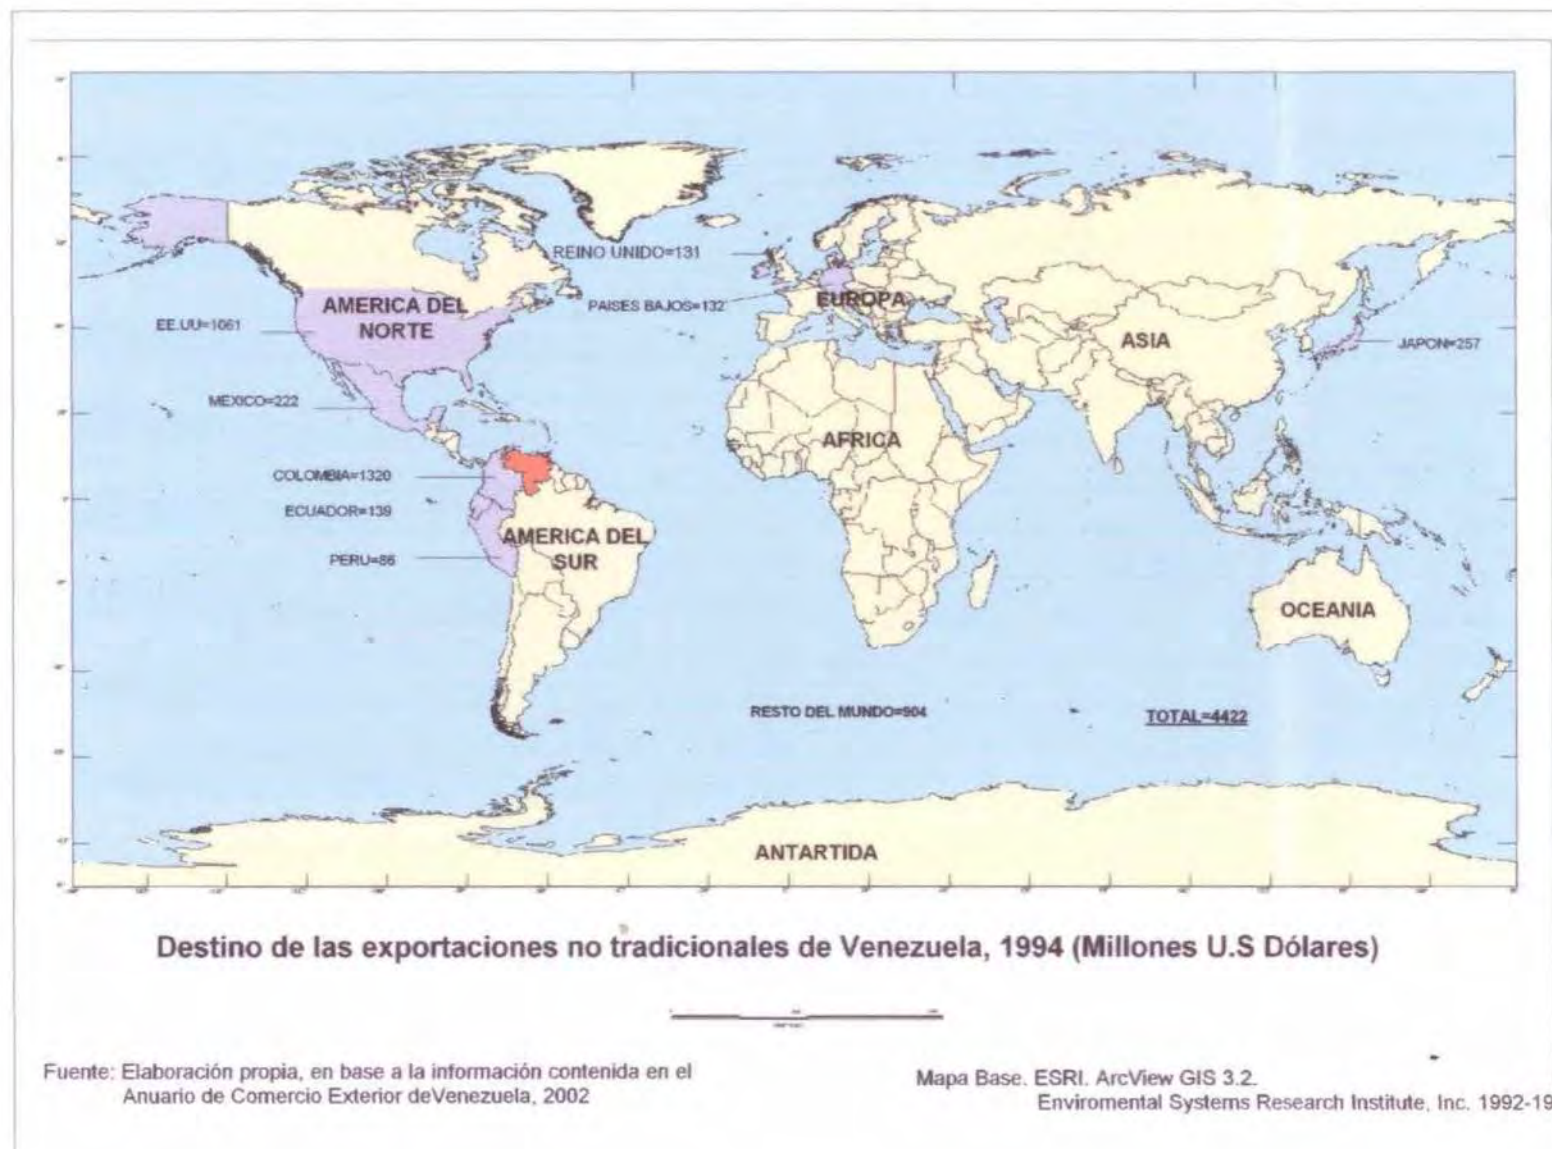 REINO UNIDO=131
AMERICA DEL
NORTE
PAISES BAJOS=132
EUROPA
EE.UU=1061
ASIA
JAPON=257
MEXICO=222
AFRICA
COLOMBIA=1320
ECUADOR=139
AMERICA DEL
SUR
PERU=86
OCEANIA
RESTO DEL MUNDO=904
TOTAL=4422
ANTARTIDA
Destino de las exportaciones no tradicionales de Venezuela, 1994 (Millones U.S Dólares)
Fuente: Elaboración propia, en base a la información contenida en el
Anuario de Comercio Exterior deVenezuela, 2002
Mapa Base. ESRI. ArcView GIS 3.2.
Enviromental Systems Research Institute, Inc. 1992-19